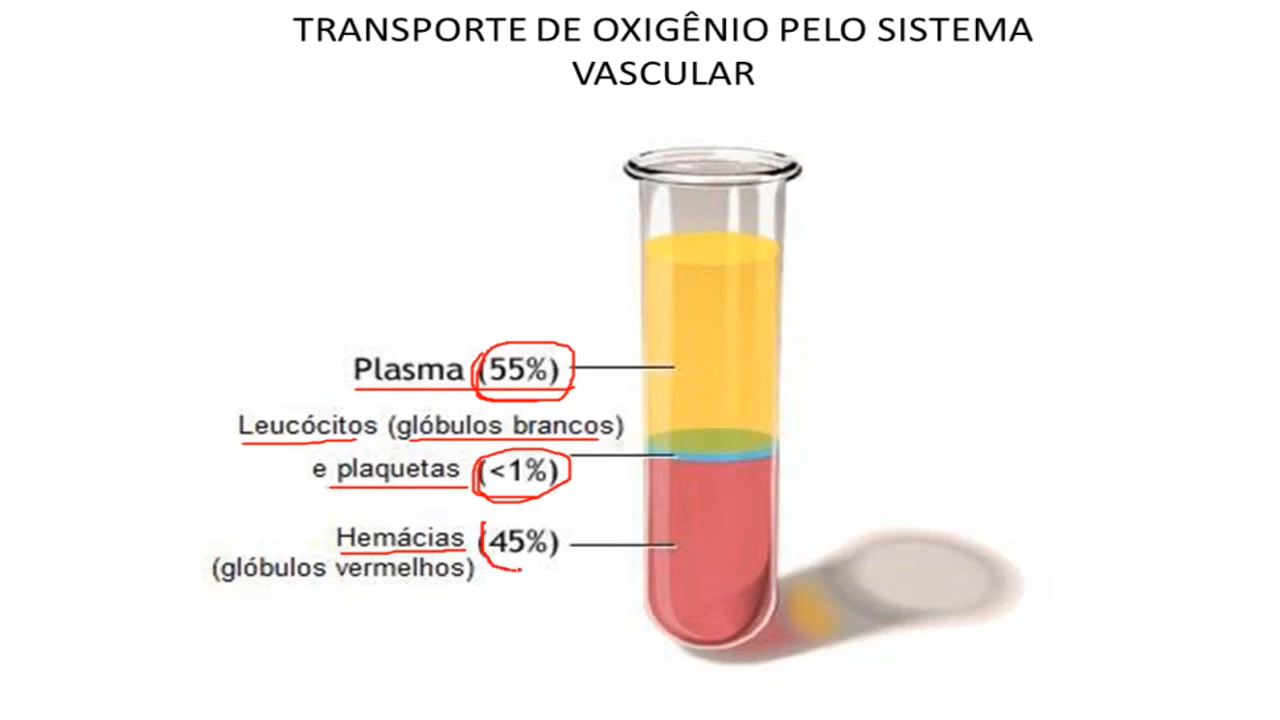 TRANSPORTE DE OXIGÊNIO PELO SISTEMA
VASCULAR
Plasma (55%)
Leucócitos (glóbulos brancos)
e plaquetas (<1%)
Hemácias (45%)
(glóbulos vermelhos)